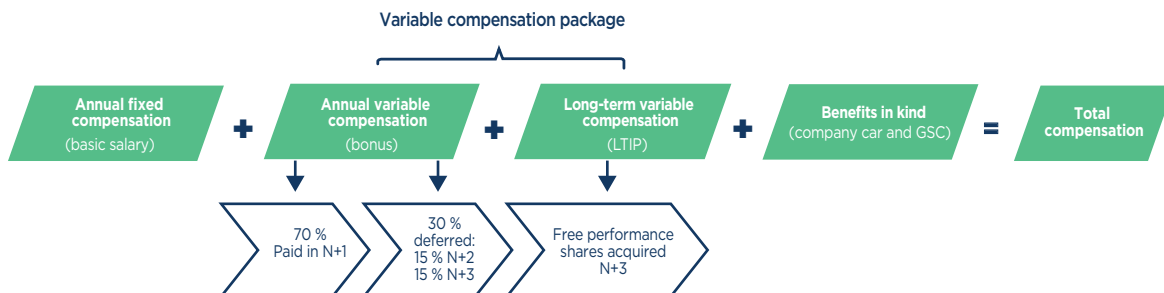 Variable compensation package
Annual fixed
compensation
(basic salary)
+
Annual variable
compensation
(bonus)
+
Long-term variable
compensation
(LTIP)
+
Benefits in kind
(company car and GSC)
=
Total
compensation
70 %
Paid in N+1
30 %
deferred:
15 % N+2
15 % N+3
Free performance
shares acquired
N+3